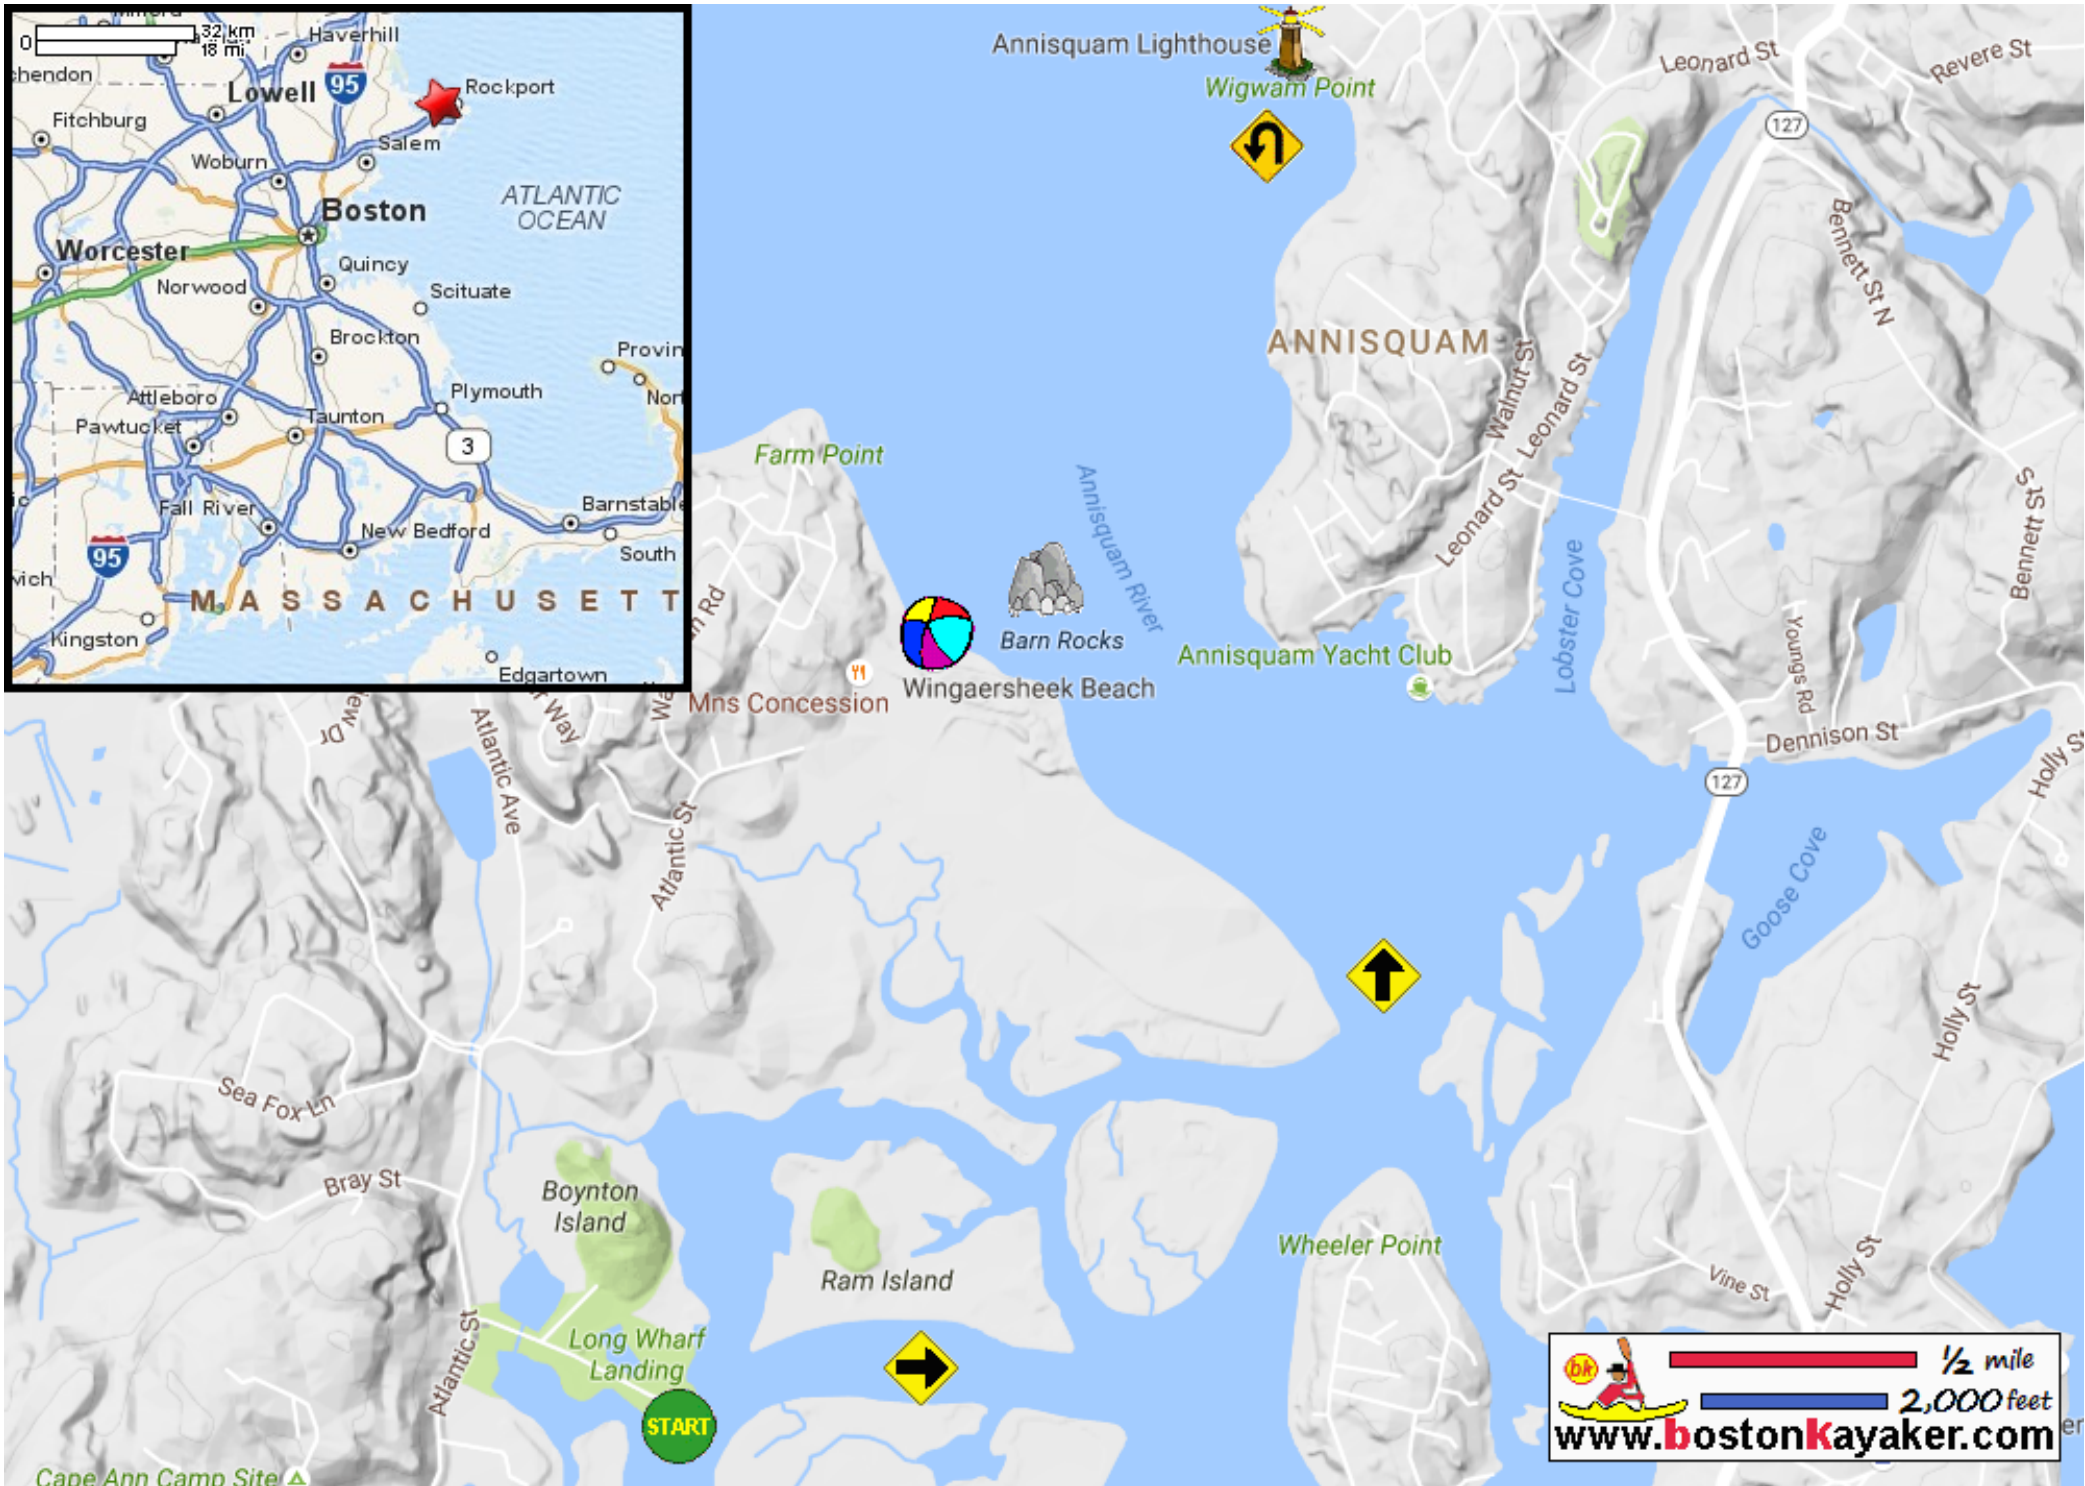 0
32 km
18 mi
Haverhill
chendon
Lowell
95
Rockport
Fitchburg
Salem
Woburn
ATLANTIC
OCEAN
Boston
Worcester
Quincy
Norwood
Scituate
Brockton
Provin
Plymouth
Nort
Attleboro
Taunton
Pawtucket
3
Barnstable
Fall River
New Bedford
South
95
wich
MASSACHUSETT
Kingston
Edgartown
Annisquam Lighthouse
Wigwam Point
Leonard St
Revere St
127
Bennett St N
ANNISQUAM
Walnut St
Leonard St
Leonard St
Bennett St S
Farm Point
Annisquam River
Barn Rocks
Annisquam Yacht Club
Lobster Cove
Youngs Rd
Wingaersheek Beach
Mns Concession
Dennison St
Holly St
127
Goose Cove
Atlantic Ave
Atlantic St
Holly St
Sea Fox Ln
Bray St
Boynton
Island
Ram Island
Wheeler Point
Vine St
Holly St
Long Wharf
Landing
Atlantic St
START
Cape Ann Camp Site
bk
½ mile
2,000 feet
www.bostonKayaker.com